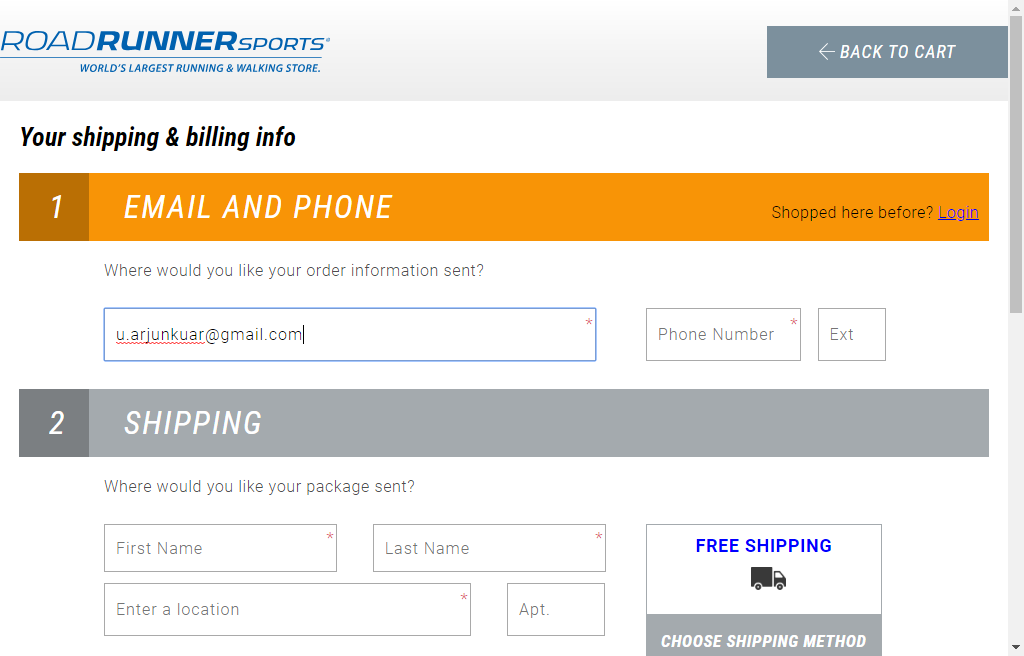 ROADRUNNERSPORTS®
WORLD'S LARGEST RUNNING & WALKING STORE.
← BACK TO CART
Your shipping & billing info
1 EMAIL AND PHONE
Shopped here before? Login
Where would you like your order information sent?
u.arjunkuar@gmail.com *
Phone Number *
Ext
2 SHIPPING
Where would you like your package sent?
First Name *
Last Name *
FREE SHIPPING
Enter a location *
Apt.
CHOOSE SHIPPING METHOD